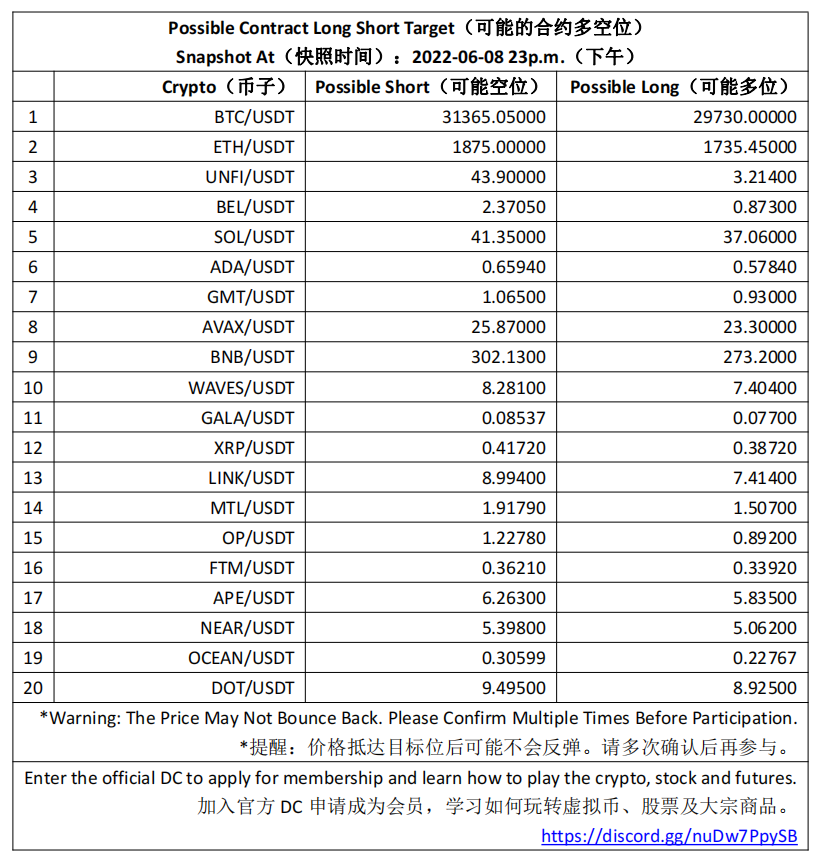 Possible Contract Long Short Target（可能的合约多空位）
Snapshot At（快照时间）: 2022-06-08 23p.m.（下午）
Crypto（币子） Possible Short（可能空位） Possible Long（可能多位）
1 BTC/USDT 31365.05000 29730.00000
2 ETH/USDT 1875.00000 1735.45000
3 UNFI/USDT 43.90000 3.21400
4 BEL/USDT 2.37050 0.87300
5 SOL/USDT 41.35000 37.06000
6 ADA/USDT 0.65940 0.57840
7 GMT/USDT 1.06500 0.93000
8 AVAX/USDT 25.87000 23.30000
9 BNB/USDT 302.1300 273.2000
10 WAVES/USDT 8.28100 7.40400
11 GALA/USDT 0.08537 0.07700
12 XRP/USDT 0.41720 0.38720
13 LINK/USDT 8.99400 7.41400
14 MTL/USDT 1.91790 1.50700
15 OP/USDT 1.22780 0.89200
16 FTM/USDT 0.36210 0.33920
17 APE/USDT 6.26300 5.83500
18 NEAR/USDT 5.39800 5.06200
19 OCEAN/USDT 0.30599 0.22767
20 DOT/USDT 9.49500 8.92500
*Warning: The Price May Not Bounce Back. Please Confirm Multiple Times Before Participation.
*提醒：价格抵达目标位后可能不会反弹。请多次确认后再参与。
Enter the official DC to apply for membership and learn how to play the crypto, stock and futures.
加入官方 DC 申请成为会员，学习如何玩转虚拟币、股票及大宗商品。
https://discord.gg/nuDw7PpySB